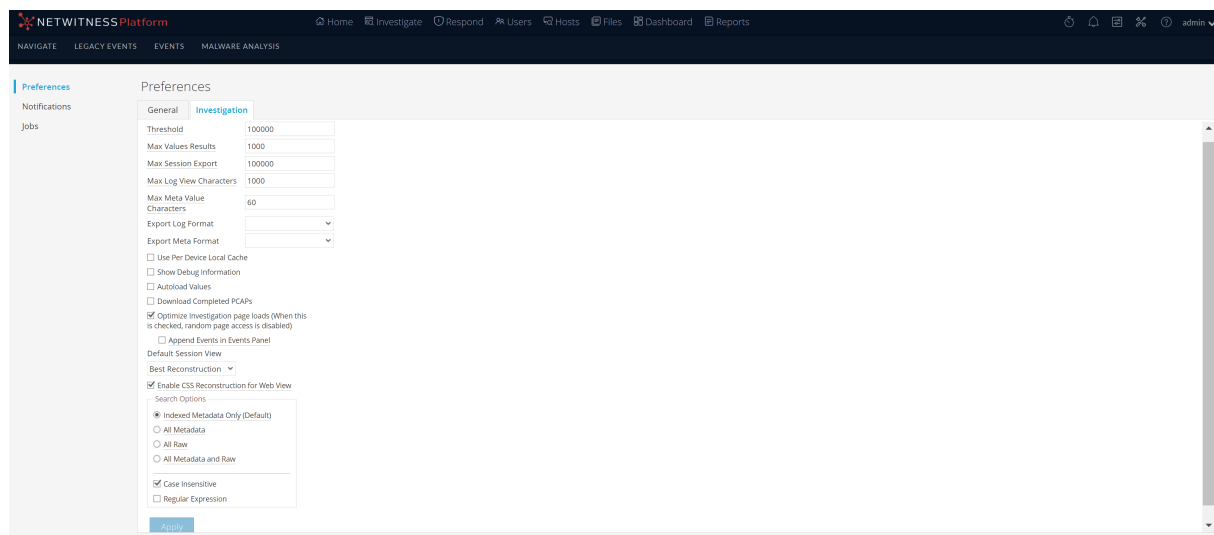 NETWITNESS Platform
Home Investigate Respond Users Hosts Files Dashboard Reports
admin
NAVIGATE LEGACY EVENTS EVENTS MALWARE ANALYSIS
Preferences
Notifications
Jobs
Preferences
General Investigation
Threshold 100000
Max Values Results 1000
Max Session Export 100000
Max Log View Characters 1000
Max Meta Value
Characters
60
Export Log Format
Export Meta Format
Use Per Device Local Cache
Show Debug Information
Autoload Values
Download Completed PCAPs
Optimize Investigation page loads (When this
is checked, random page access is disabled)
Append Events in Events Panel
Default Session View
Best Reconstruction
Enable CSS Reconstruction for Web View
Search Options
Indexed Metadata Only (Default)
All Metadata
All Raw
All Metadata and Raw
Case Insensitive
Regular Expression
Apply